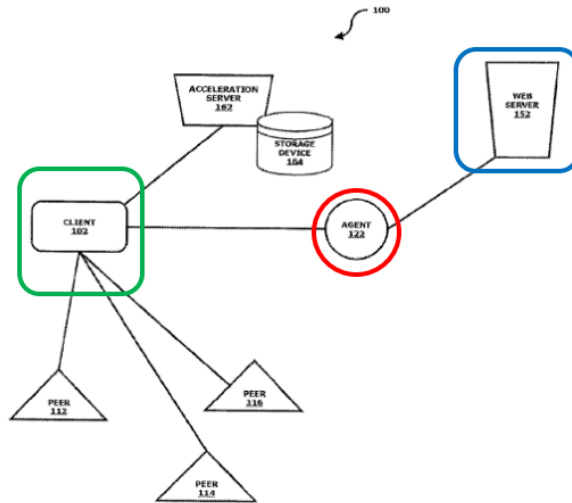 100
ACCELERATION
SERVER
162
STORAGE
DEVICE
164
WEB
SERVER
152
CLIENT
102
AGENT
122
PEER
112
PEER
116
PEER
114